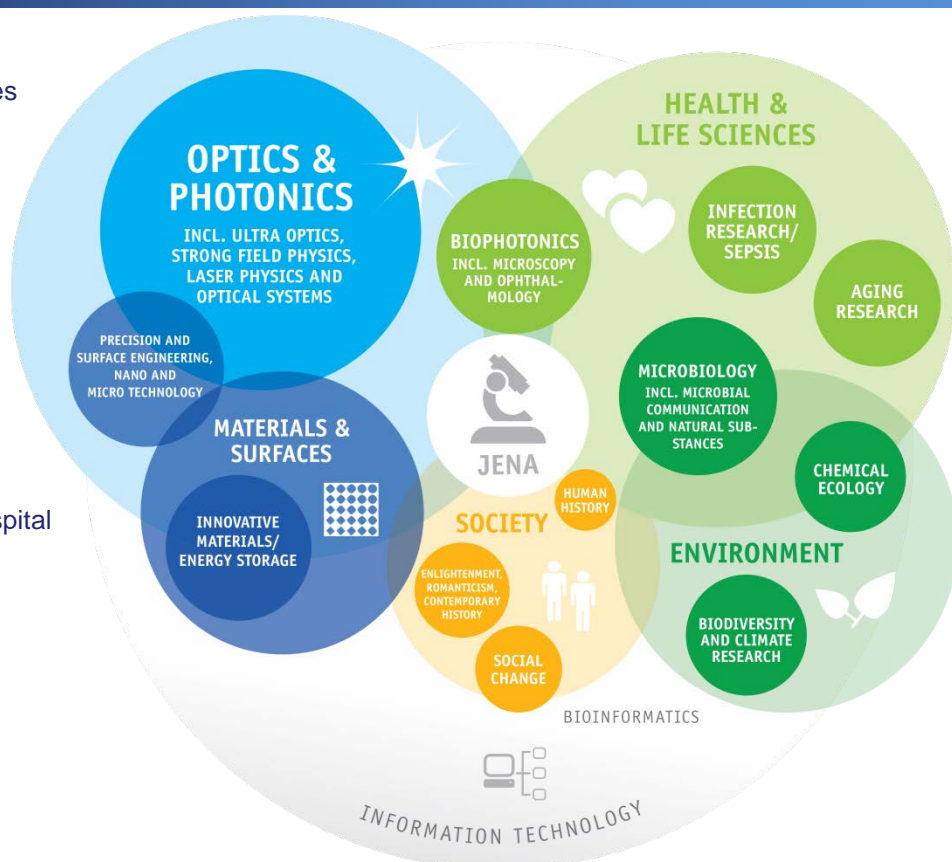 es
spital
OPTICS &
PHOTONICS
INCL. ULTRA OPTICS,
STRONG FIELD PHYSICS,
LASER PHYSICS AND
OPTICAL SYSTEMS
PRECISION AND
SURFACE ENGINEERING,
NANO AND
MICRO TECHNOLOGY
MATERIALS &
SURFACES
INNOVATIVE
MATERIALS/
ENERGY STORAGE
BIOPHOTONICS
INCL. MICROSCOPY
AND OPHTHAL-
MOLOGY
JENA
HEALTH &
LIFE SCIENCES
INFECTION
RESEARCH/
SEPSIS
AGING
RESEARCH
MICROBIOLOGY
INCL. MICROBIAL
COMMUNICATION
AND NATURAL SUB-
STANCES
CHEMICAL
ECOLOGY
ENVIRONMENT
BIODIVERSITY
AND CLIMATE
RESEARCH
SOCIETY
HUMAN
HISTORY
ENLIGHTENMENT,
ROMANTICISM,
CONTEMPORARY
HISTORY
SOCIAL
CHANGE
BIOINFORMATICS
INFORMATION TECHNOLOGY